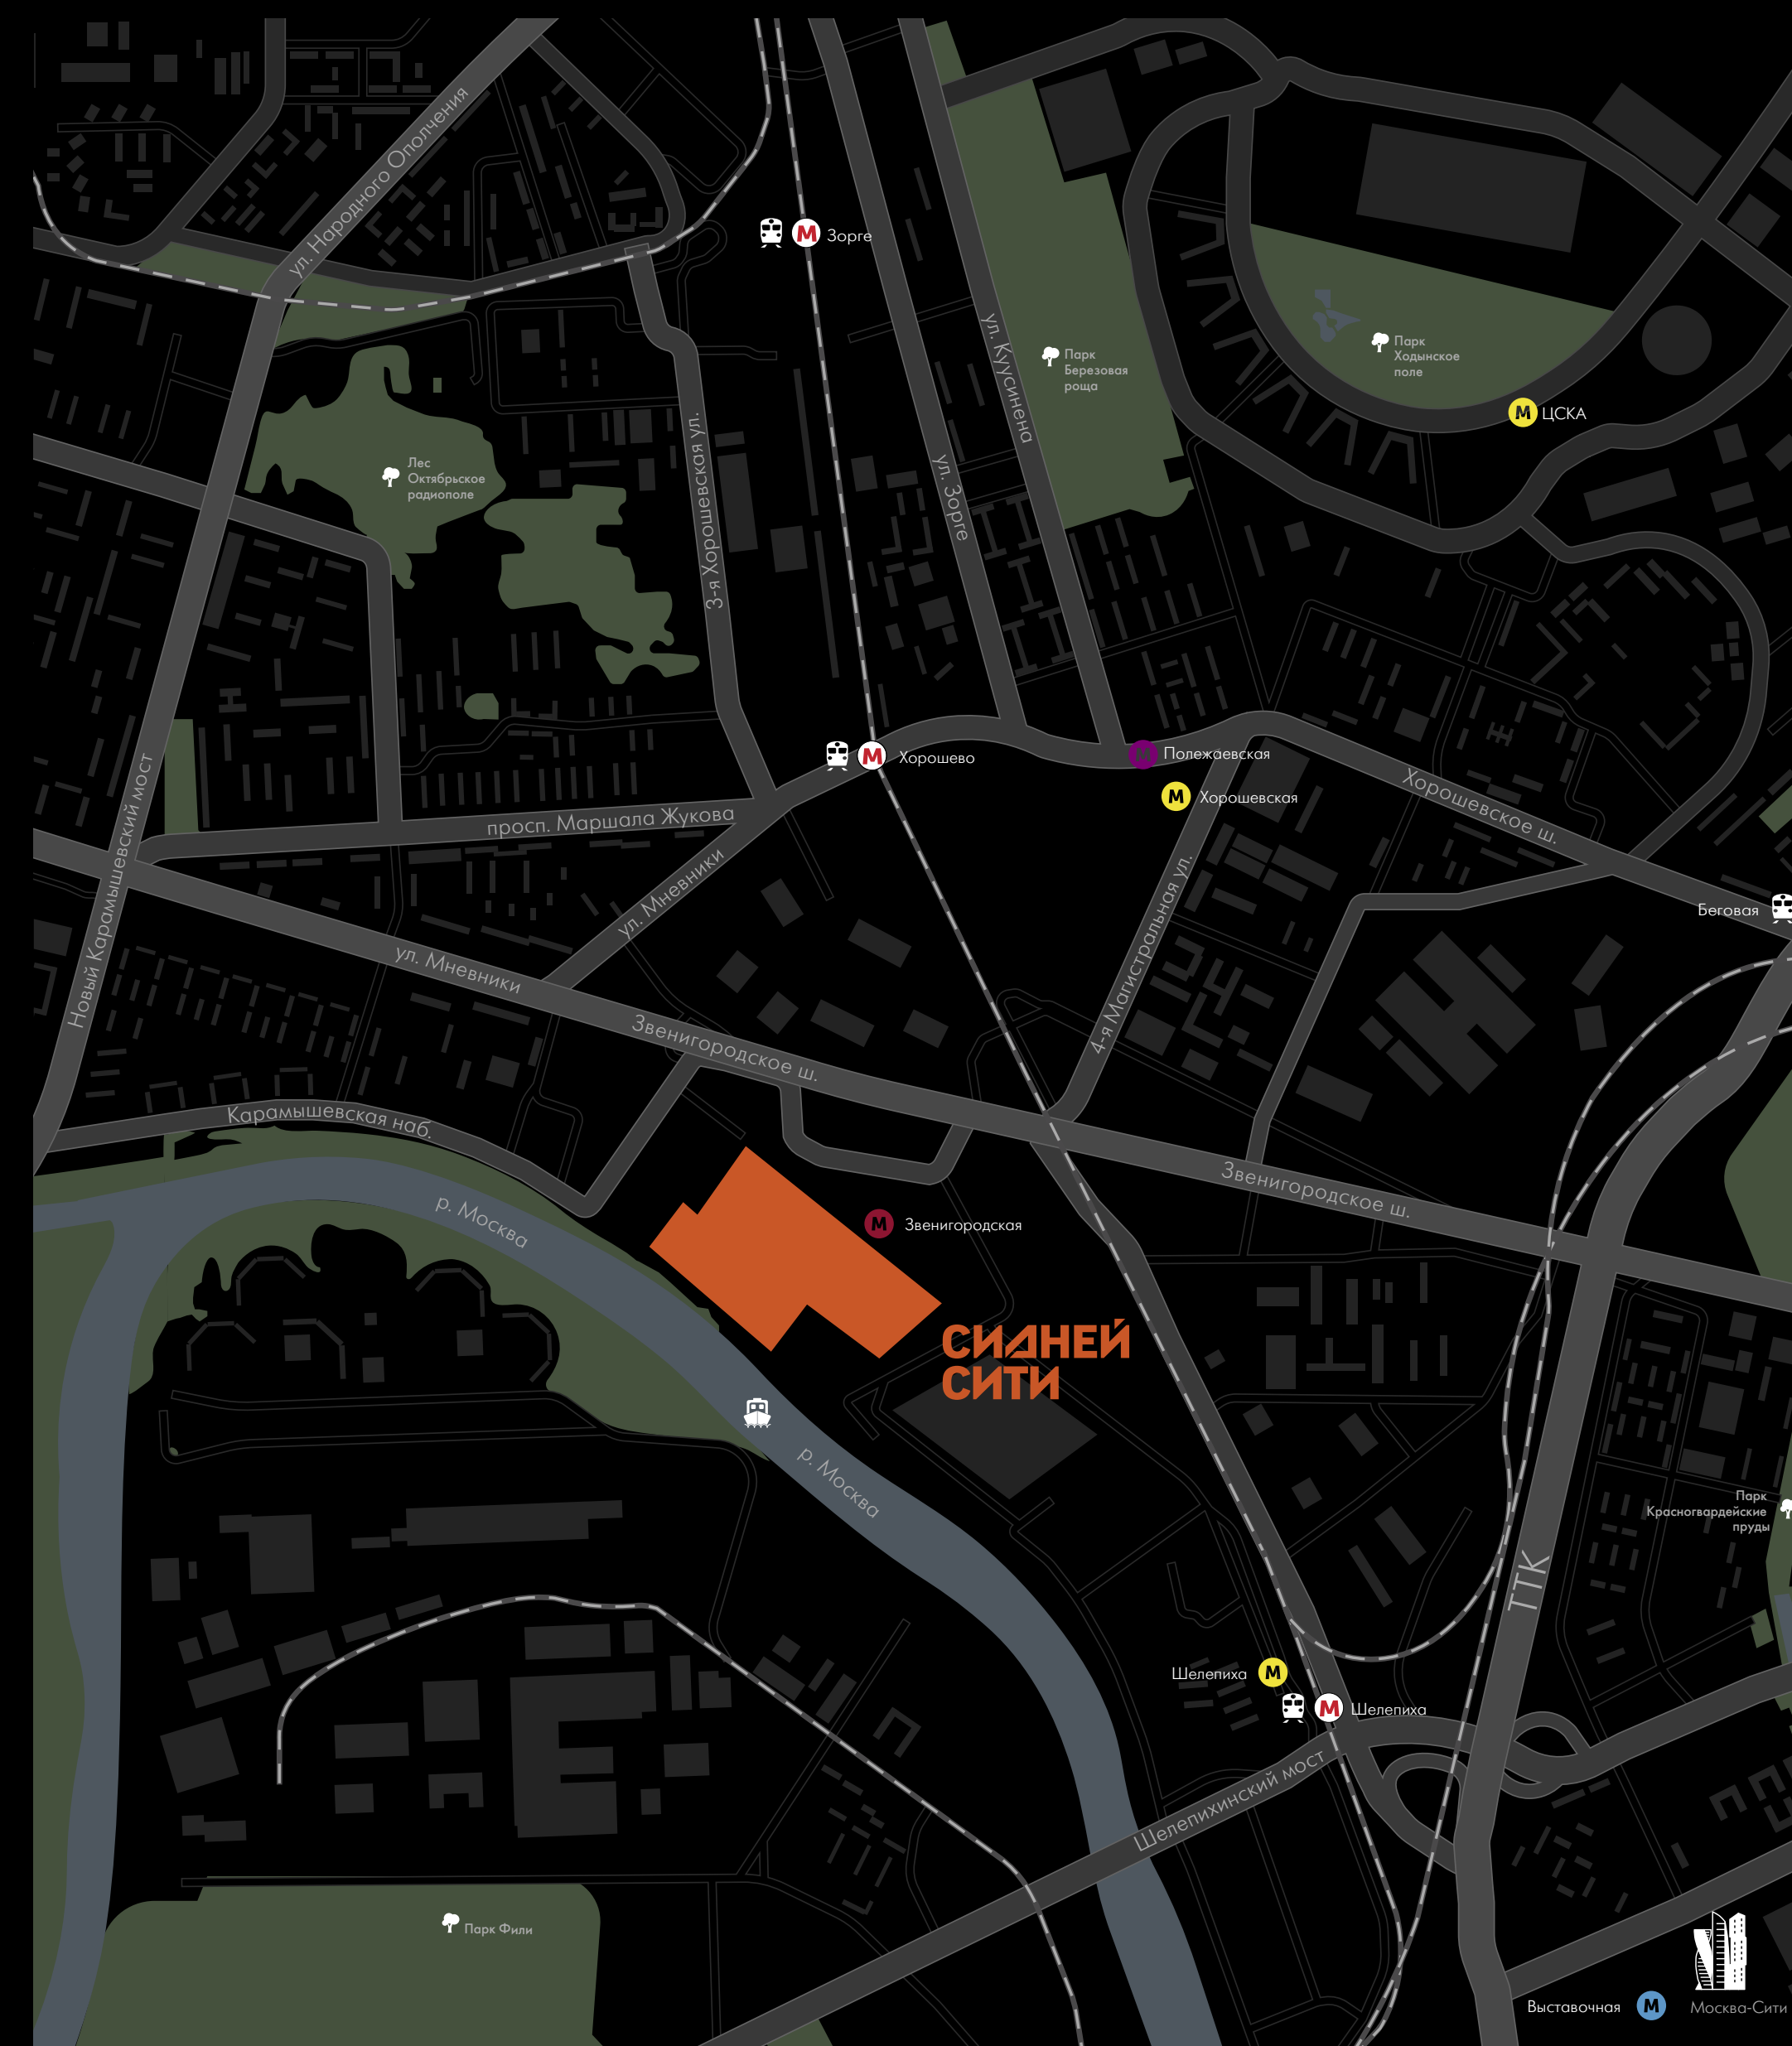 ул. Народного Ополчения
М Зорге
ул. Куусинена
Парк
Березовая
роща
Парк
Ходынское
поле
М ЦСКА
Лес
Октябрьское
радиополе
3-я Хорошевская ул.
ул. Зорге
М Хорошево
М Полежаевская
М Хорошевская
Хорошевское ш.
просп. Маршала Жукова
Новый Карамышевский мост
ул. Мневники
4-я Магистральная ул.
Беговая
ул. Мневники
Звенигородское ш.
Карамышевская наб.
Звенигородское ш.
р. Москва
М Звенигородская
СИДНЕЙ
СИТИ
р. Москва
Парк
Красногвардейские
пруды
ТТК
Шелепиха М
М Шелепиха
Шелепихинский мост
Парк Фили
Выставочная М
Москва-Сити